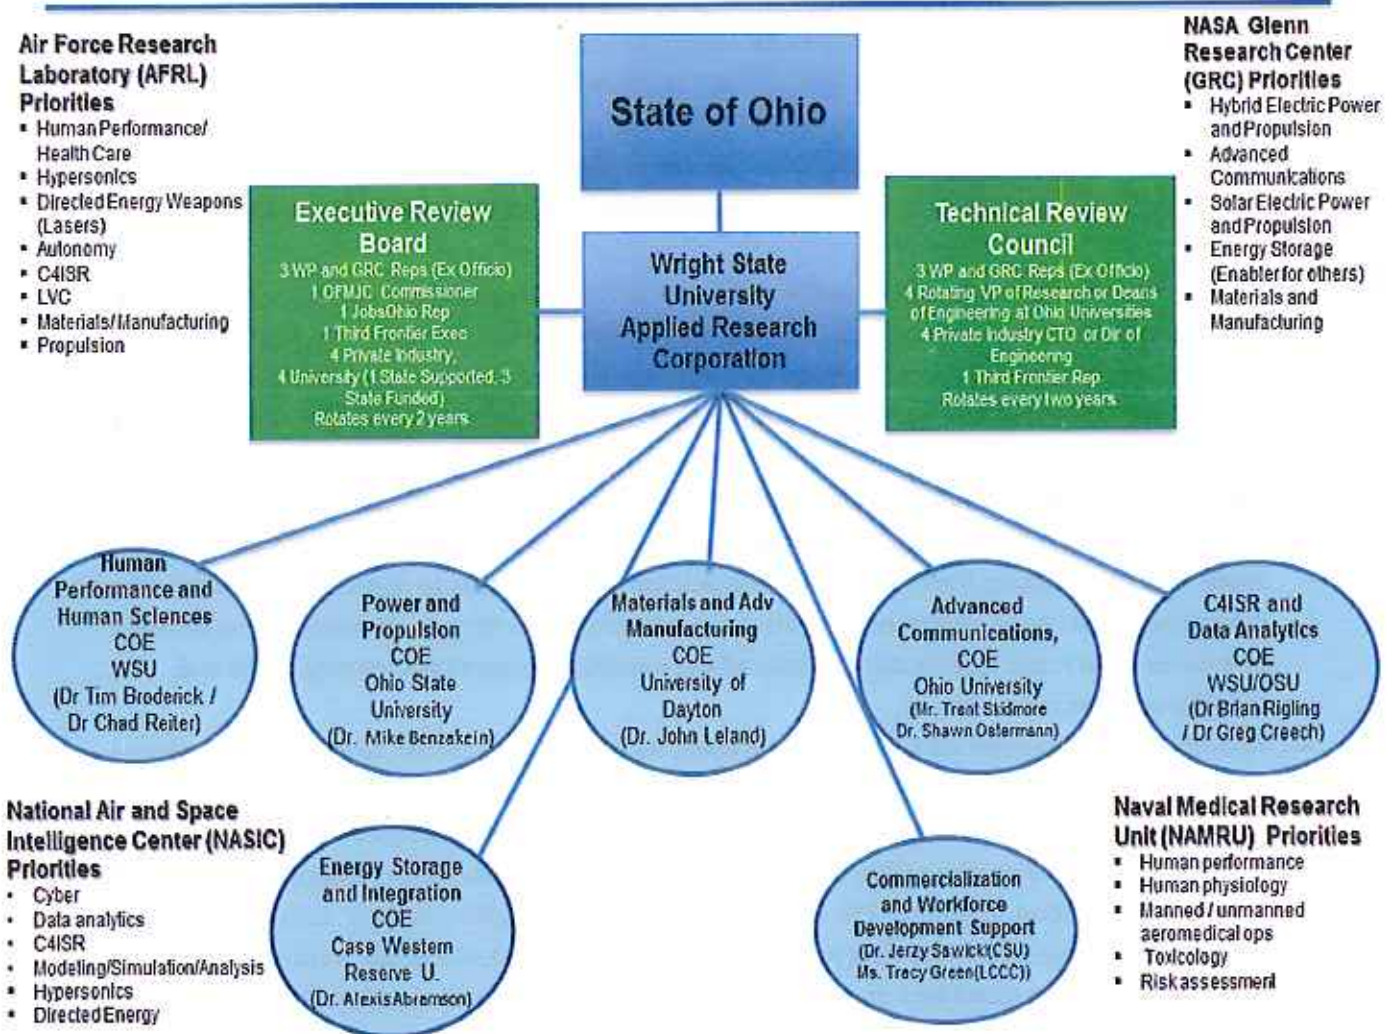 Air Force Research
Laboratory (AFRL)
Priorities
▪ Human Performance/
Health Care
▪ Hypersonics
▪ Directed Energy Weapons
(Lasers)
▪ Autonomy
▪ C4ISR
▪ LVC
▪ Materials/Manufacturing
▪ Propulsion
State of Ohio
NASA Glenn
Research Center
(GRC) Priorities
▪ Hybrid Electric Power
and Propulsion
▪ Advanced
Communications
▪ Solar Electric Power
and Propulsion
▪ Energy Storage
(Enabler for others)
▪ Materials and
Manufacturing
Executive Review
Board
3 WP and GRC Reps (Ex Officio)
1 OFMJC Commissioner
1 JobsOhio Rep
1 Third Frontier Exec
4 Private Industry,
4 University (1 State Supported, 3
State Funded)
Rotates every 2 years
Wright State
University
Applied Research
Corporation
Technical Review
Council
3 WP and GRC Reps (Ex Officio)
4 Rotating VP of Research or Deans
of Engineering at Ohio Universities
4 Private Industry CTO or Dir of
Engineering
1 Third Frontier Rep
Rotates every two years
Human
Performance and
Human Sciences
COE
WSU
(Dr Tim Broderick /
Dr Chad Reiter)
Power and
Propulsion
COE
Ohio State
University
(Dr. Mike Benzakein)
Materials and Adv
Manufacturing
COE
University of
Dayton
(Dr. John Leland)
Advanced
Communications,
COE
Ohio University
(Mr. Trent Skidmore
Dr. Shawn Ostermann)
C4ISR and
Data Analytics
COE
WSU/OSU
(Dr Brian Rigling
/ Dr Greg Creech)
National Air and Space
Intelligence Center (NASIC)
Priorities
• Cyber
• Data analytics
• C4ISR
• Modeling/Simulation/Analysis
• Hypersonics
• Directed Energy
Energy Storage
and Integration
COE
Case Western
Reserve U.
(Dr. Alexis Abramson)
Commercialization
and Workforce
Development Support
(Dr. Jerzy Sawicki(CSU)
Ms. Tracy Green(LCCC))
Naval Medical Research
Unit (NAMRU) Priorities
▪ Human performance
▪ Human physiology
▪ Manned / unmanned
aeromedical ops
▪ Toxicology
▪ Risk assessment